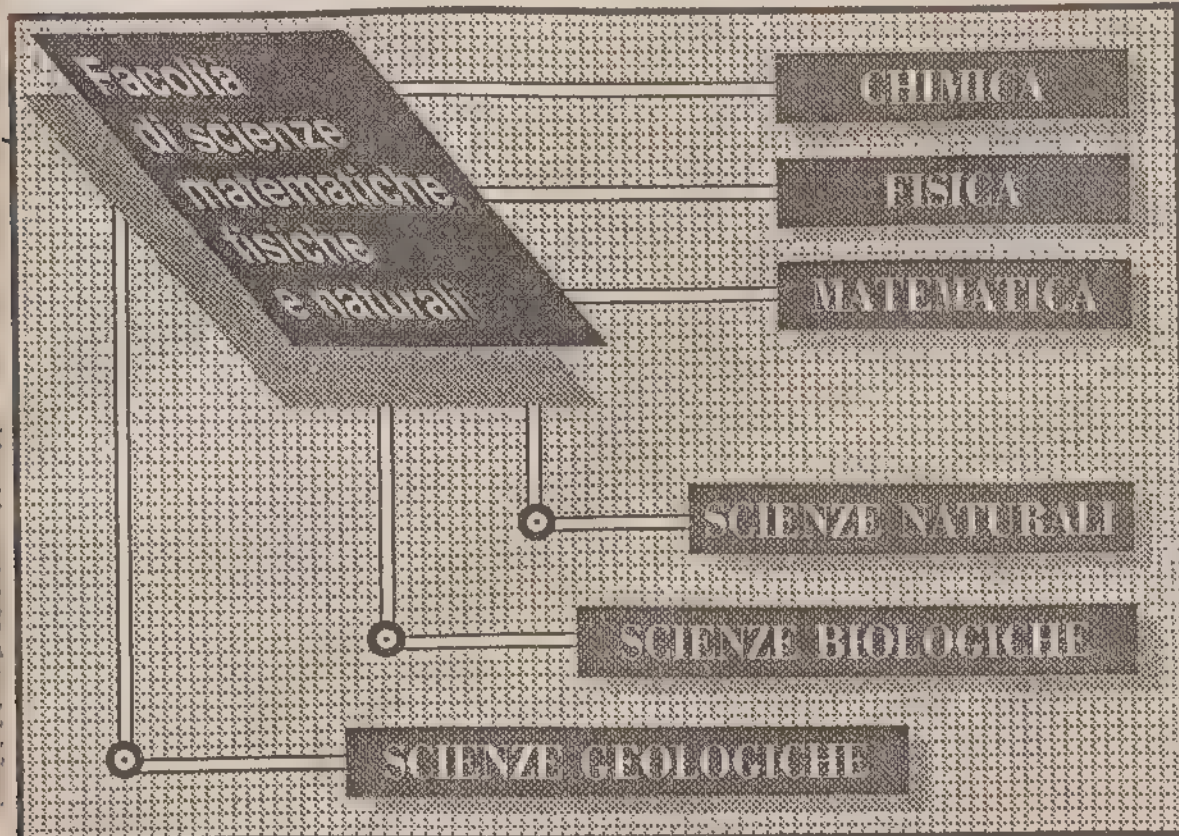 Facoltà
di scienze
matematiche
fisiche
e naturali
CHIMICA
FISICA
MATEMATICA
SCIENZE NATURALI
SCIENZE BIOLOGICHE
SCIENZE GEOLOGICHE